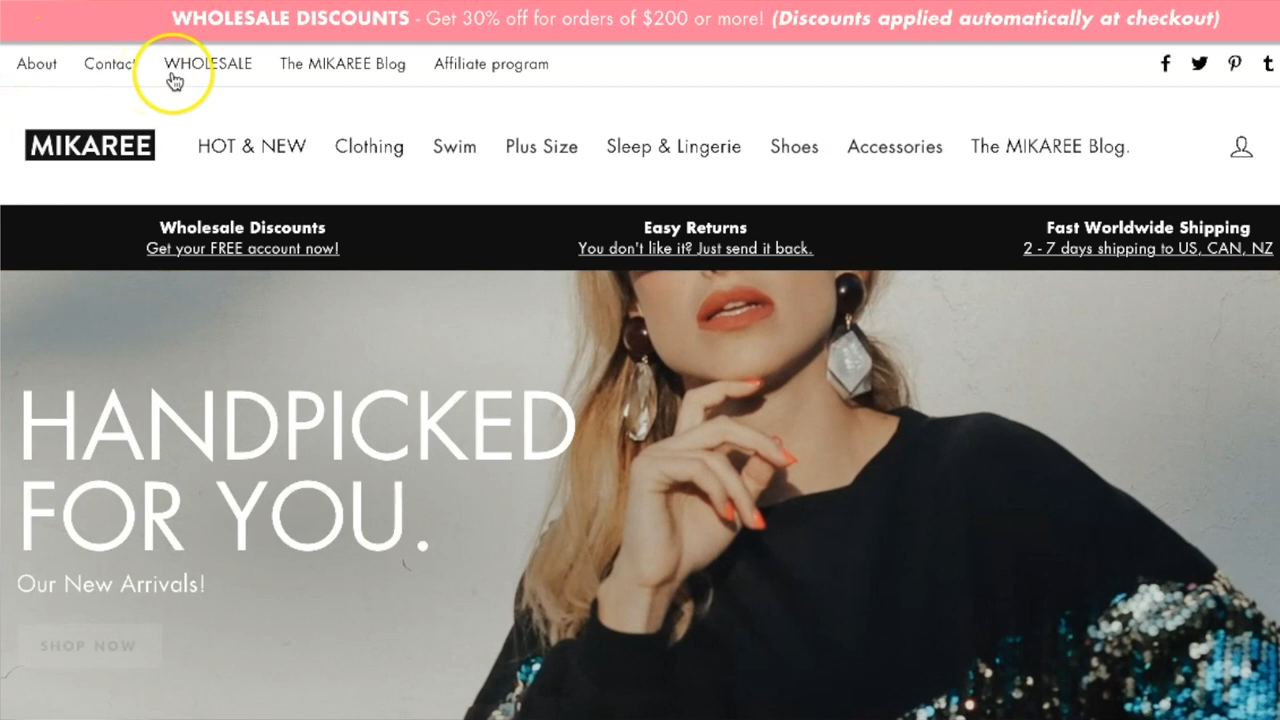 WHOLESALE DISCOUNTS - Get 30% off for orders of $200 or more! (Discounts applied automatically at checkout)
About Contact WHOLESALE The MIKAREE Blog Affiliate program
MIKAREE HOT & NEW Clothing Swim Plus Size Sleep & Lingerie Shoes Accessories The MIKAREE Blog.
Wholesale Discounts Easy Returns Fast Worldwide Shipping
Get your FREE account now! You don't like it? Just send it back. 2 - 7 days shipping to US, CAN, NZ
HANDPICKED
FOR YOU.
Our New Arrivals!
SHOP NOW